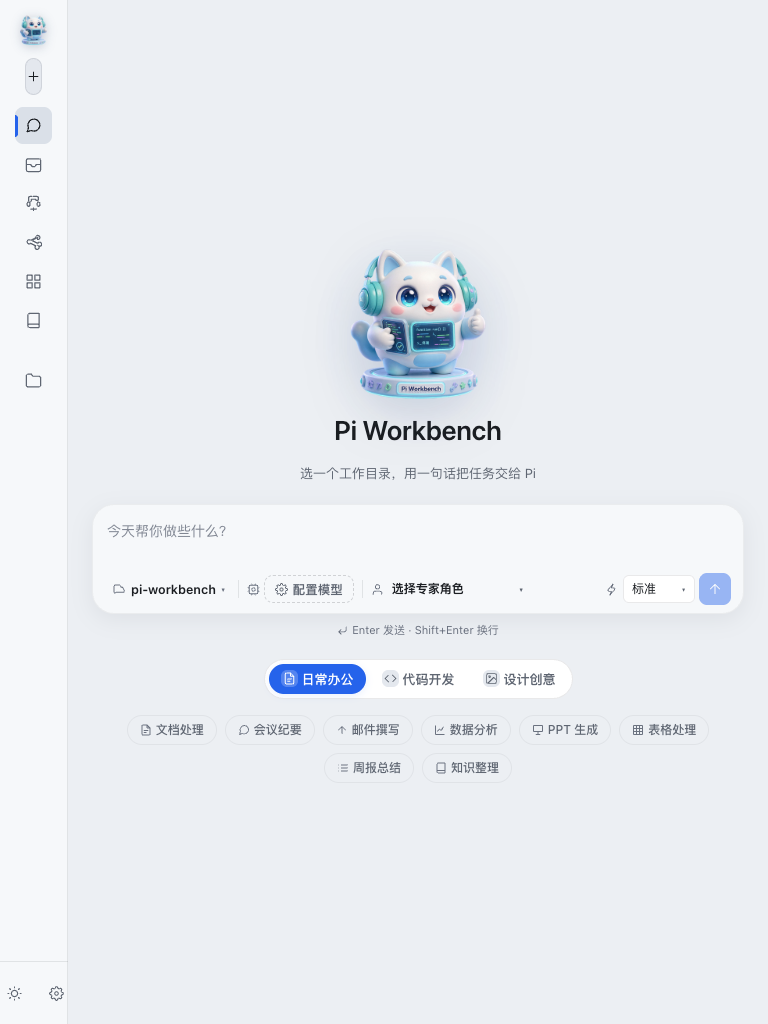 Pi Workbench
Pi Workbench
选一个工作目录，用一句话把任务交给 Pi
今天帮你做些什么?
pi-workbench
配置模型
选择专家角色
标准
Enter 发送 · Shift+Enter 换行
日常办公
代码开发
设计创意
文档处理
会议纪要
邮件撰写
数据分析
PPT 生成
表格处理
周报总结
知识整理